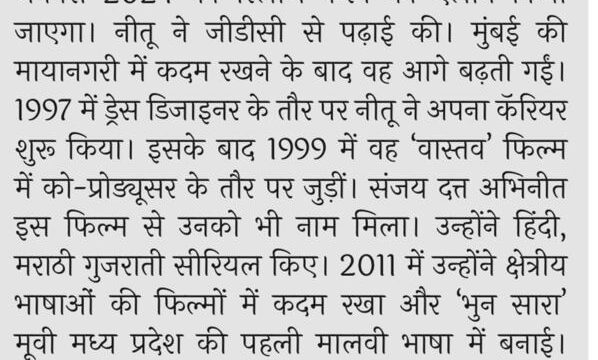 जाएगा। नीतू ने जीडीसी से पढ़ाई की। मुंबई की
मायानगरी में कदम रखने के बाद वह आगे बढ़ती गईं।
1997 में ड्रेस डिजाइनर के तौर पर नीतू ने अपना कॅरियर
शुरू किया। इसके बाद 1999 में वह ‘वास्तव’ फिल्म
में को-प्रोड्यूसर के तौर पर जुड़ीं। संजय दत्त अभिनीत
इस फिल्म से उनको भी नाम मिला। उन्होंने हिंदी,
मराठी गुजराती सीरियल किए। 2011 में उन्होंने क्षेत्रीय
भाषाओं की फिल्मों में कदम रखा और ‘भुन सारा’
मूवी मध्य प्रदेश की पहली मालवी भाषा में बनाई।